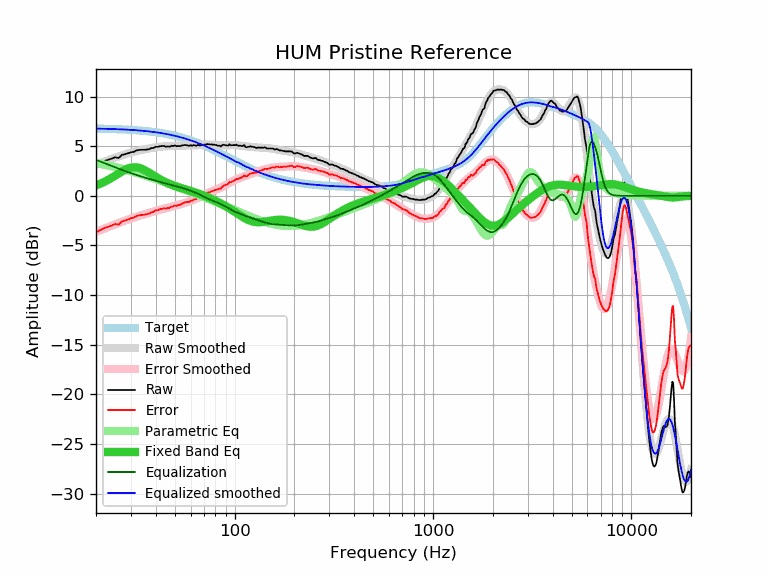 HUM Pristine Reference
Amplitude (dBr)
10
5
0
−5
−10
−15
−20
−25
−30
Target
Raw Smoothed
Error Smoothed
Raw
Error
Parametric Eq
Fixed Band Eq
Equalization
Equalized smoothed
100
1000
10000
Frequency (Hz)